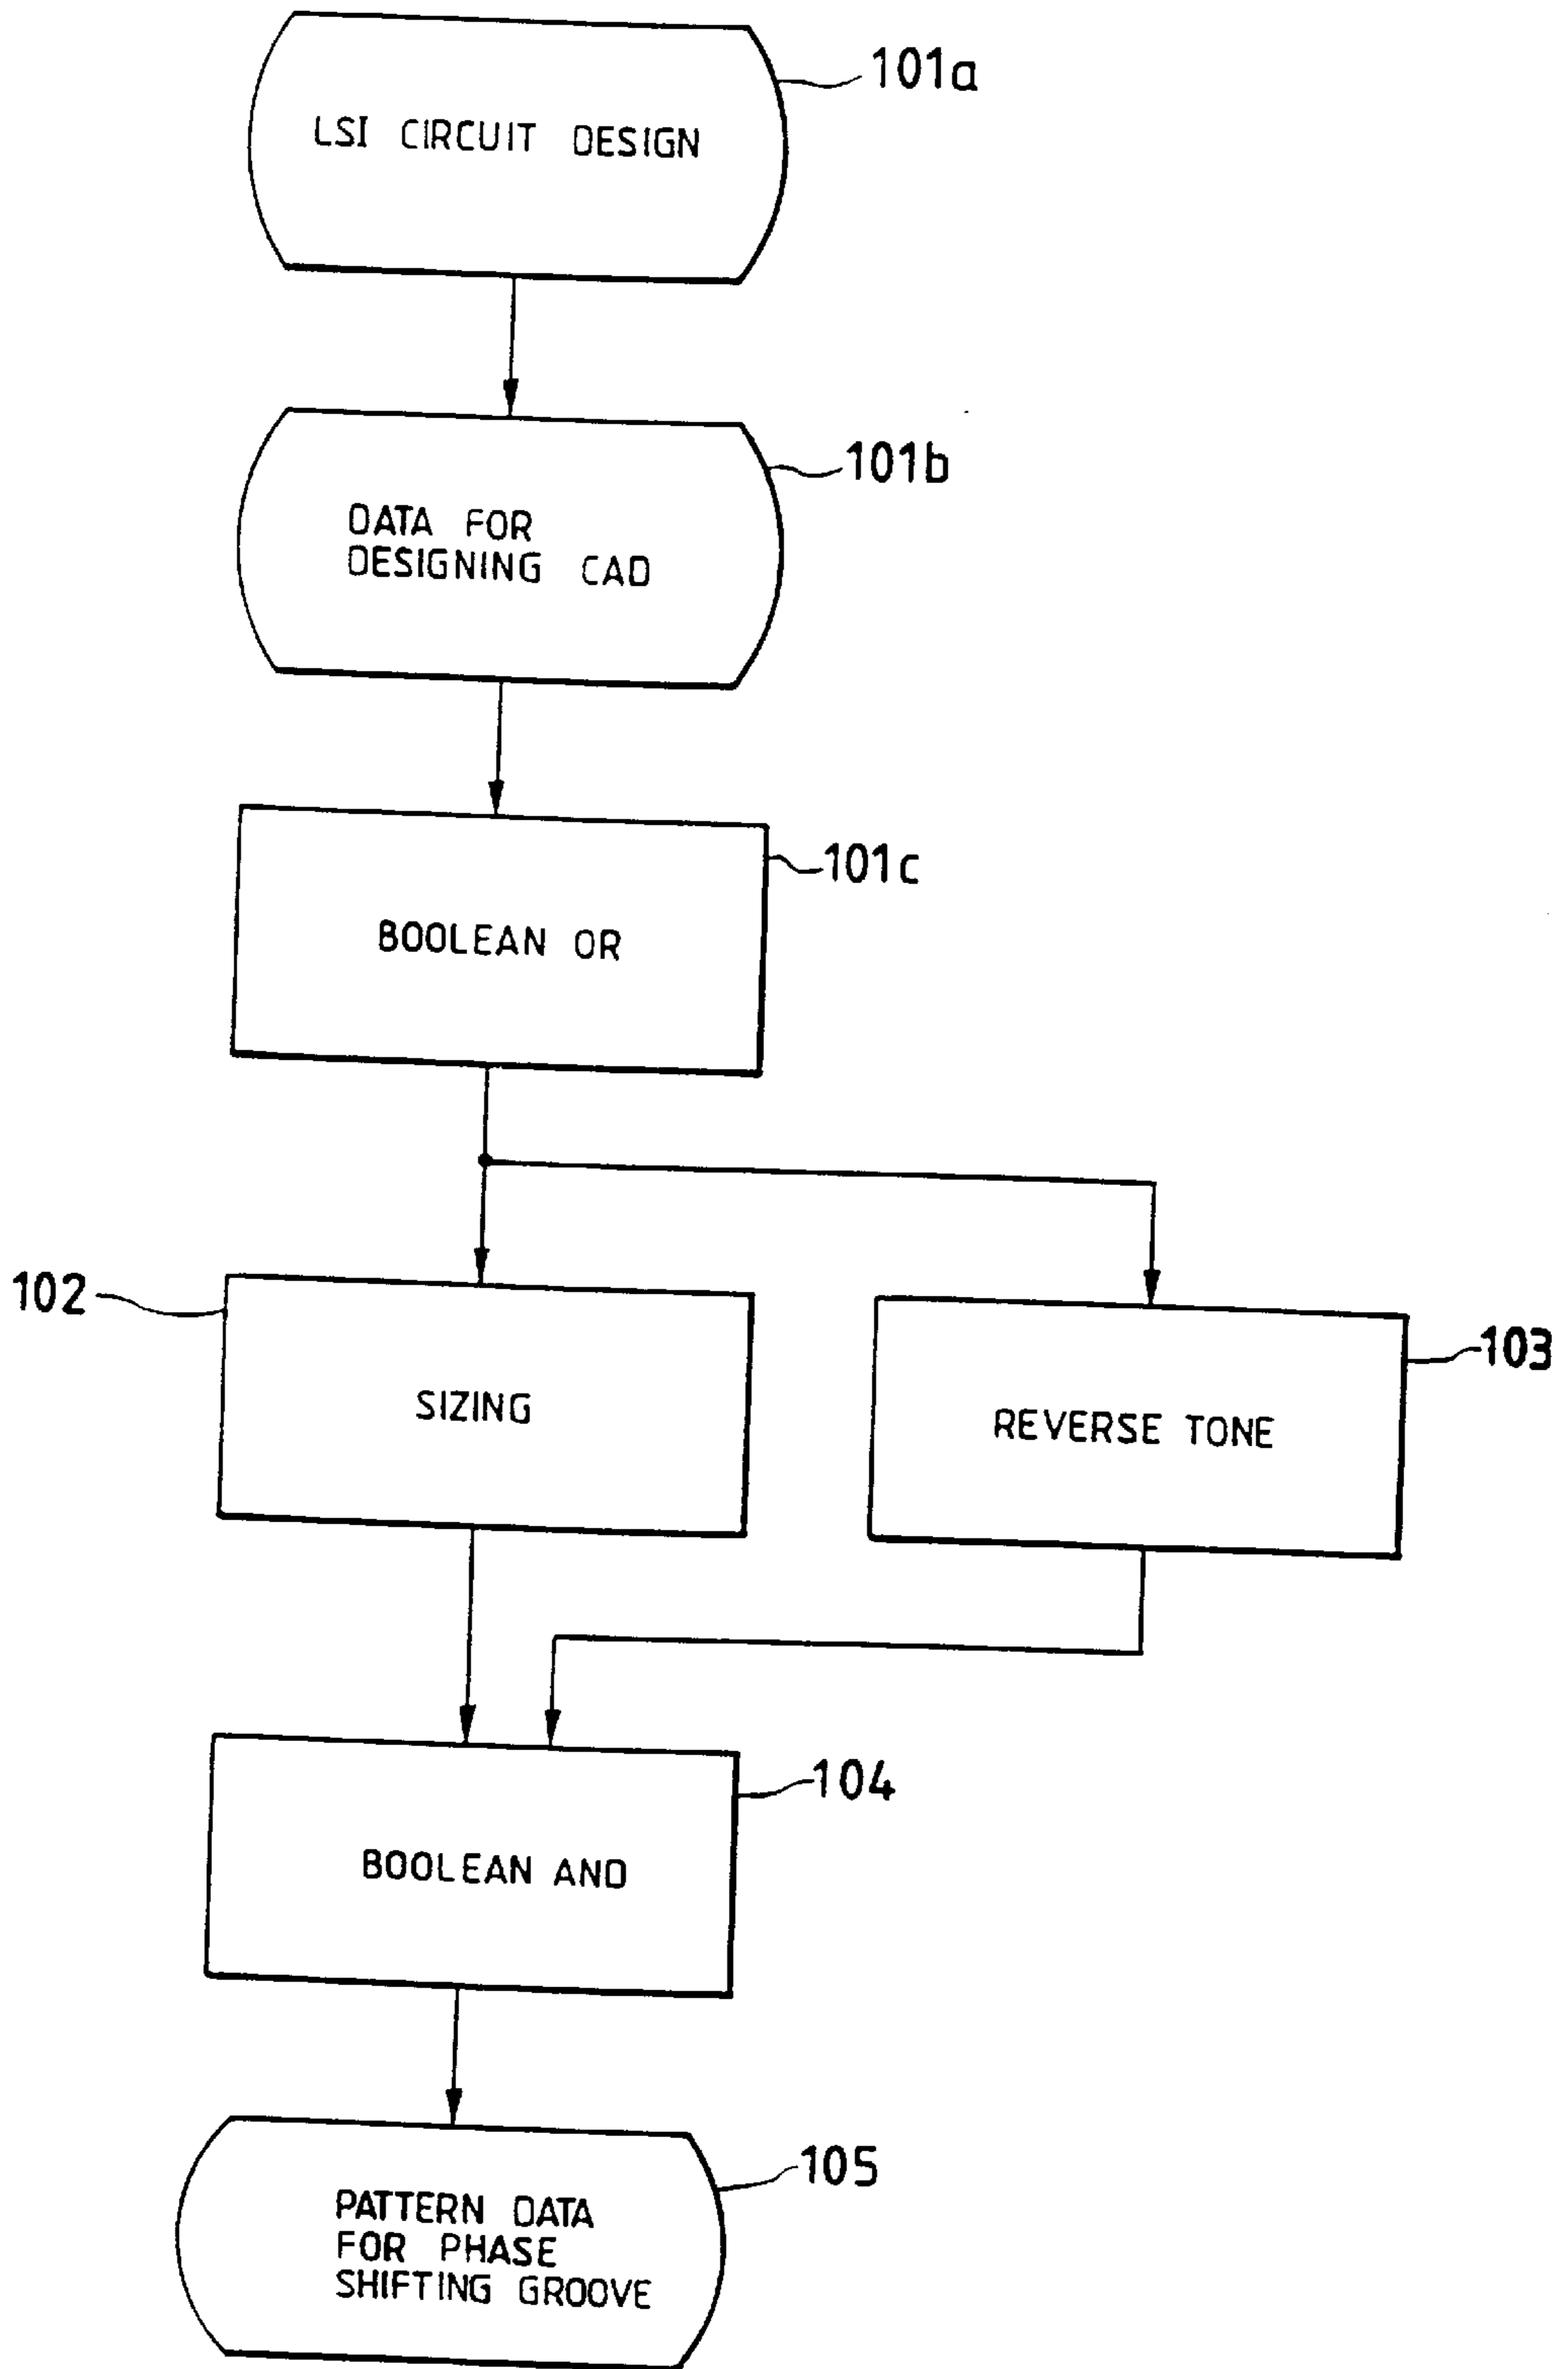 101a
LSI CIRCUIT DESIGN
101b
DATA FOR
DESIGNING CAD
101c
BOOLEAN OR
102
SIZING
103
REVERSE TONE
104
BOOLEAN AND
105
PATTERN DATA
FOR PHASE
SHIFTING GROOVE